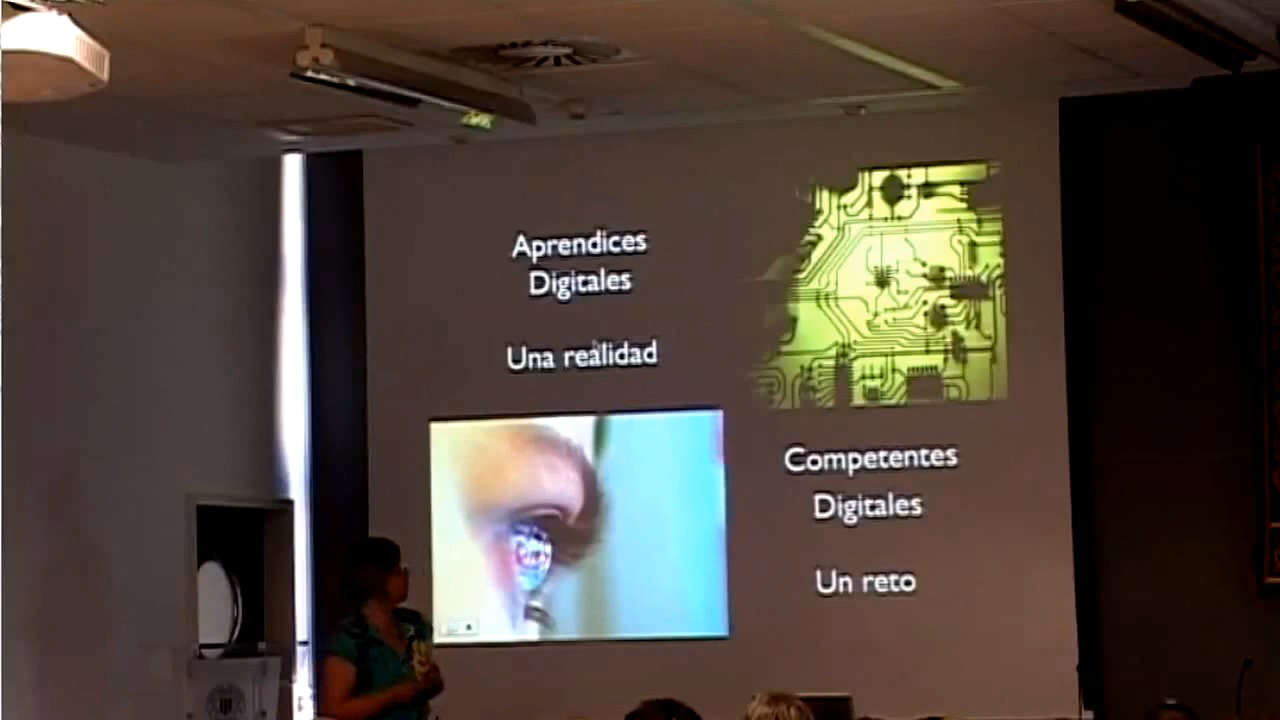 Aprendices
Digitales
Una realidad
Competentes
Digitales
Un reto